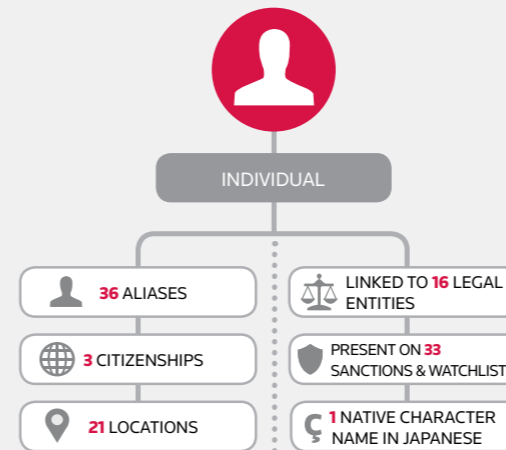 INDIVIDUAL
36 ALIASES
3 CITIZENSHIPS
21 LOCATIONS
LINKED TO 16 LEGAL
ENTITIES
PRESENT ON 33
SANCTIONS & WATCHLIST
Ç
1 NATIVE CHARACTER
NAME IN JAPANESE